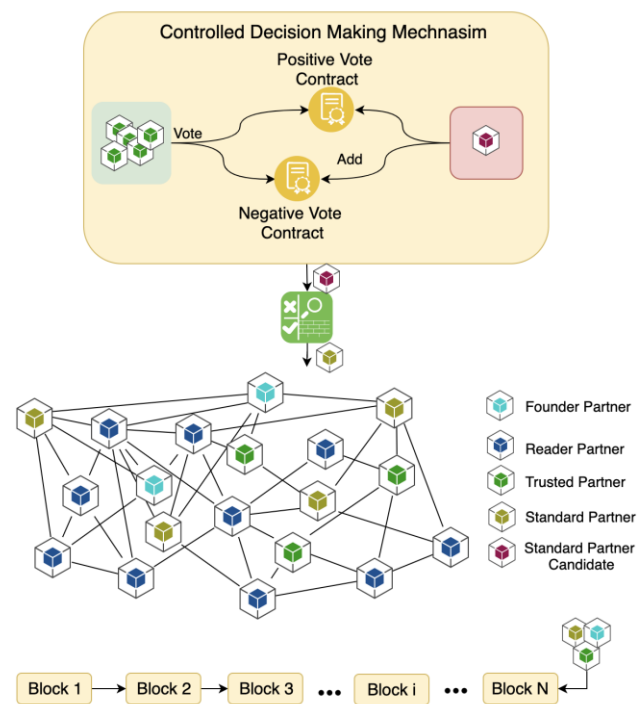 Controlled Decision Making Mechnasim
Positive Vote
Contract
Vote
Add
Negative Vote
Contract
Founder Partner
Reader Partner
Trusted Partner
Standard Partner
Standard Partner
Candidate
Block 1
Block 2
Block 3
•••
Block i
•••
Block N